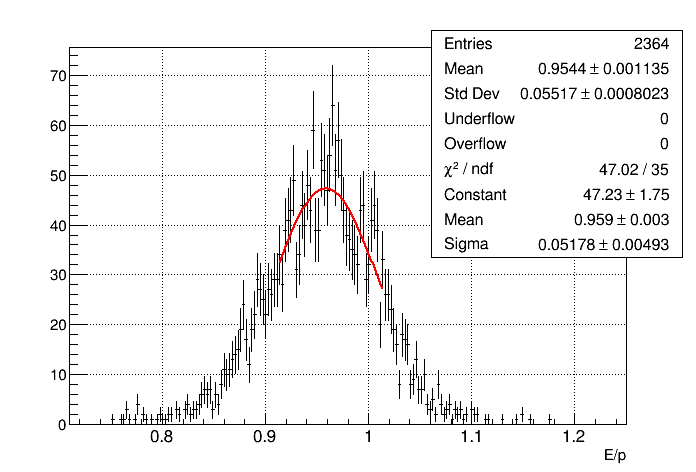 Entries 2364
Mean 0.9544 ± 0.001135
Std Dev 0.05517 ± 0.0008023
Underflow 0
Overflow 0
χ² / ndf 47.02 / 35
Constant 47.23 ± 1.75
Mean 0.959 ± 0.003
Sigma 0.05178 ± 0.00493
70
60
50
40
30
20
10
0
0.8 0.9 1 1.1 1.2
E/p